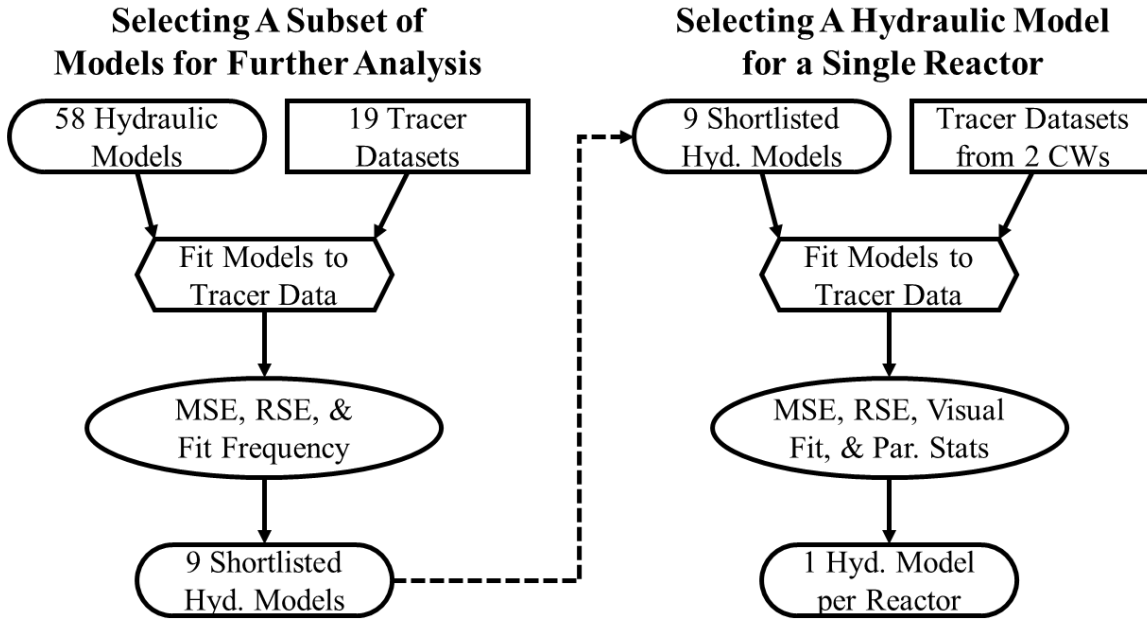 Selecting A Subset of
Models for Further Analysis
58 Hydraulic
Models
19 Tracer
Datasets
Fit Models to
Tracer Data
MSE, RSE, &
Fit Frequency
9 Shortlisted
Hyd. Models
Selecting A Hydraulic Model
for a Single Reactor
9 Shortlisted
Hyd. Models
Tracer Datasets
from 2 CWs
Fit Models to
Tracer Data
MSE, RSE, Visual
Fit, & Par. Stats
1 Hyd. Model
per Reactor